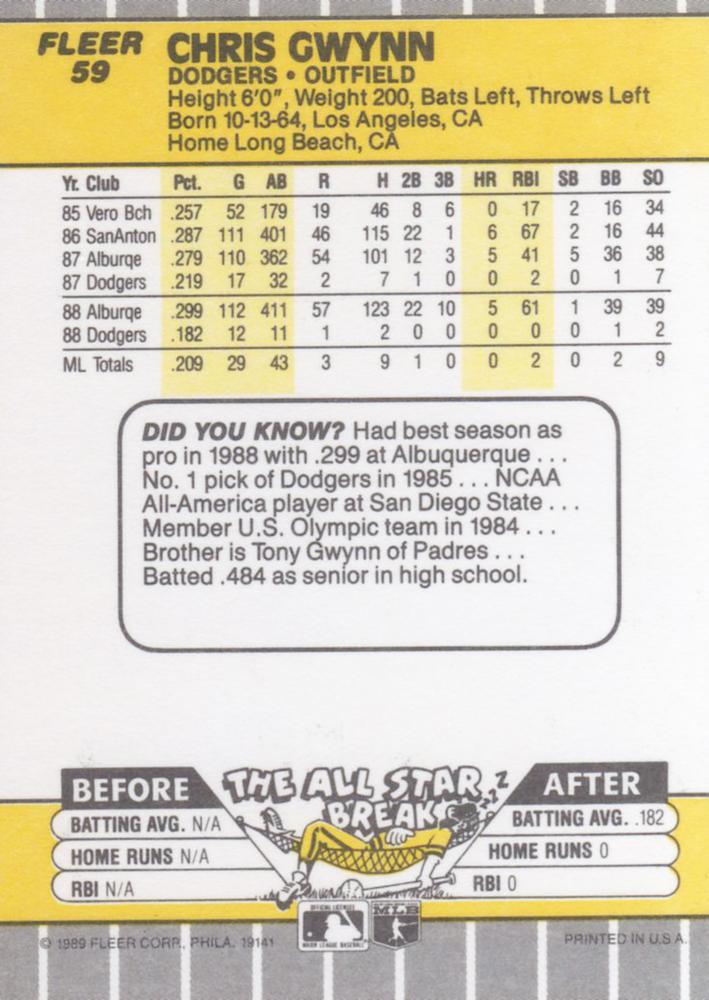 FLEER
59
CHRIS GWYNN
DODGERS • OUTFIELD
Height 6'0", Weight 200, Bats Left, Throws Left
Born 10-13-64, Los Angeles, CA
Home Long Beach, CA
Yr. Club Pct. G AB R H 2B 3B HR RBI SB BB SO
85 Vero Bch .257 52 179 19 46 8 6 0 17 2 16 34
86 SanAnton .287 111 401 46 115 22 1 6 67 2 16 44
87 Alburqe .279 110 362 54 101 12 3 5 41 5 36 38
87 Dodgers .219 17 32 2 7 1 0 0 2 0 1 7
88 Alburqe .299 112 411 57 123 22 10 5 61 1 39 39
88 Dodgers .182 12 11 1 2 0 0 0 0 0 1 2
ML Totals .209 29 43 3 9 1 0 0 2 0 2 9
DID YOU KNOW? Had best season as
pro in 1988 with .299 at Albuquerque . . .
No. 1 pick of Dodgers in 1985 . . . NCAA
All-America player at San Diego State . . .
Member U.S. Olympic team in 1984 . . .
Brother is Tony Gwynn of Padres . . .
Batted .484 as senior in high school.
BEFORE THE ALL STAR BREAK ZZZ AFTER
BATTING AVG. N/A BATTING AVG. .182
HOME RUNS N/A HOME RUNS 0
RBI N/A RBI 0
OFFICIAL LICENSEE
MAJOR LEAGUE BASEBALL
MLB
© 1989 FLEER CORP., PHILA. 19141 PRINTED IN U.S.A.